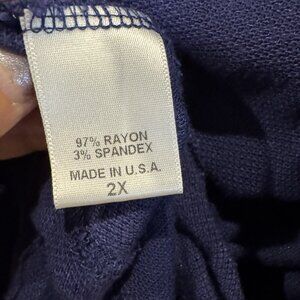 97% RAYON
3% SPANDEX
MADE IN U.S.A.
2X